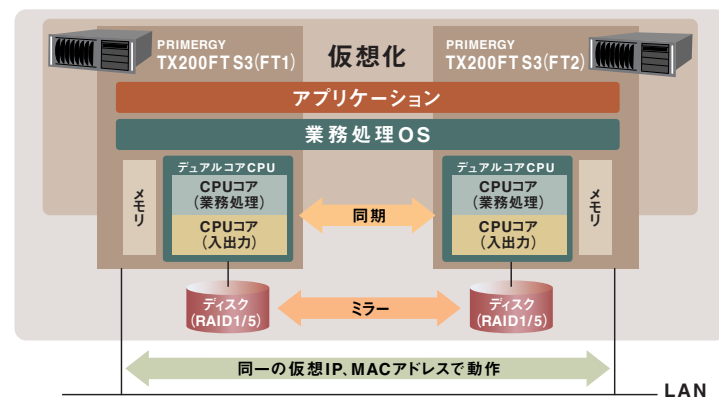 PRIMERGY
TX200FT S3(FT1)
仮想化
PRIMERGY
TX200FT S3(FT2)
アプリケーション
業務処理OS
メモリ
デュアルコアCPU
CPUコア
(業務処理)
CPUコア
(入出力)
同期
デュアルコアCPU
CPUコア
(業務処理)
CPUコア
(入出力)
メモリ
ディスク
(RAID1/5)
ミラー
ディスク
(RAID1/5)
同一の仮想IP、MACアドレスで動作
LAN